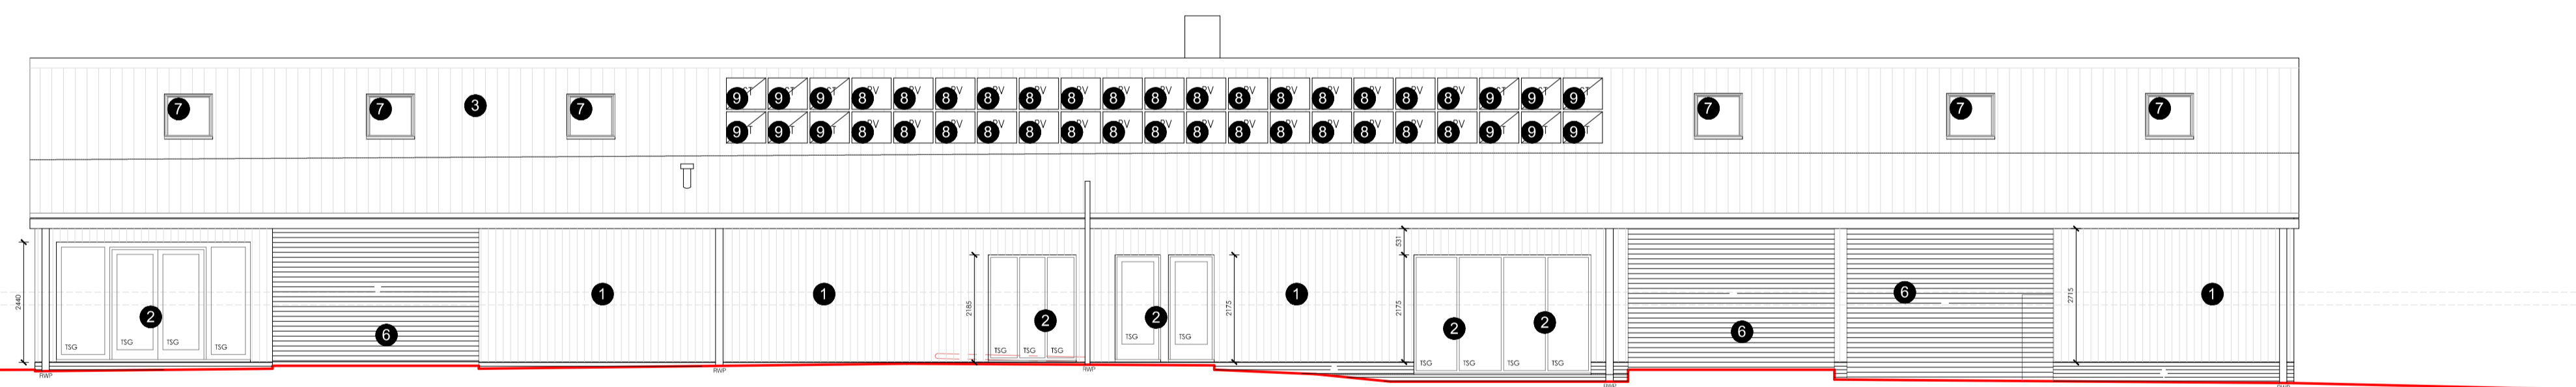 7 7 3 7 9 9 9 8 8 8 8 8 8 8 8 8 8 8 8 8 8 8 9 9 9 7 7 7
9 9 9 8 8 8 8 8 8 8 8 8 8 8 8 8 8 8 9 9 9
531
2440 2 6 1 1 2185 2 2 2175 1 2175 2 2 6 6 2715 1
TSG TSG TSG TSG TSG TSG TSG TSG TSG TSG TSG TSG TSG
RWP RWP RWP RWP RWP